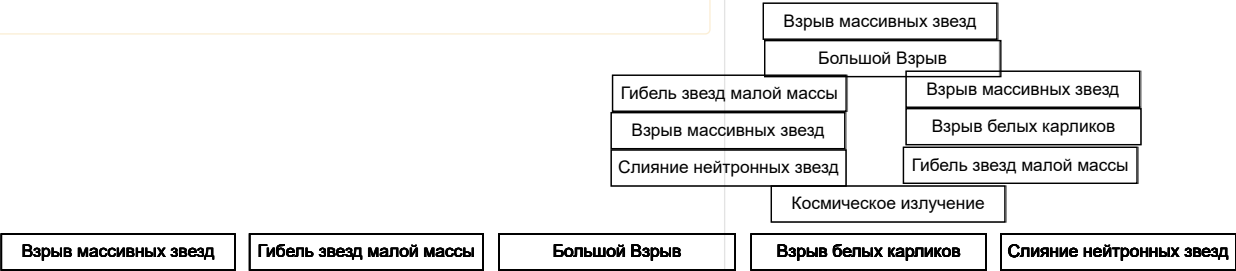 Взрыв массивных звезд
Большой Взрыв
Гибель звезд малой массы
Взрыв массивных звезд
Взрыв массивных звезд
Взрыв белых карликов
Слияние нейтронных звезд
Гибель звезд малой массы
Космическое излучение
Взрыв массивных звезд
Гибель звезд малой массы
Большой Взрыв
Взрыв белых карликов
Слияние нейтронных звезд